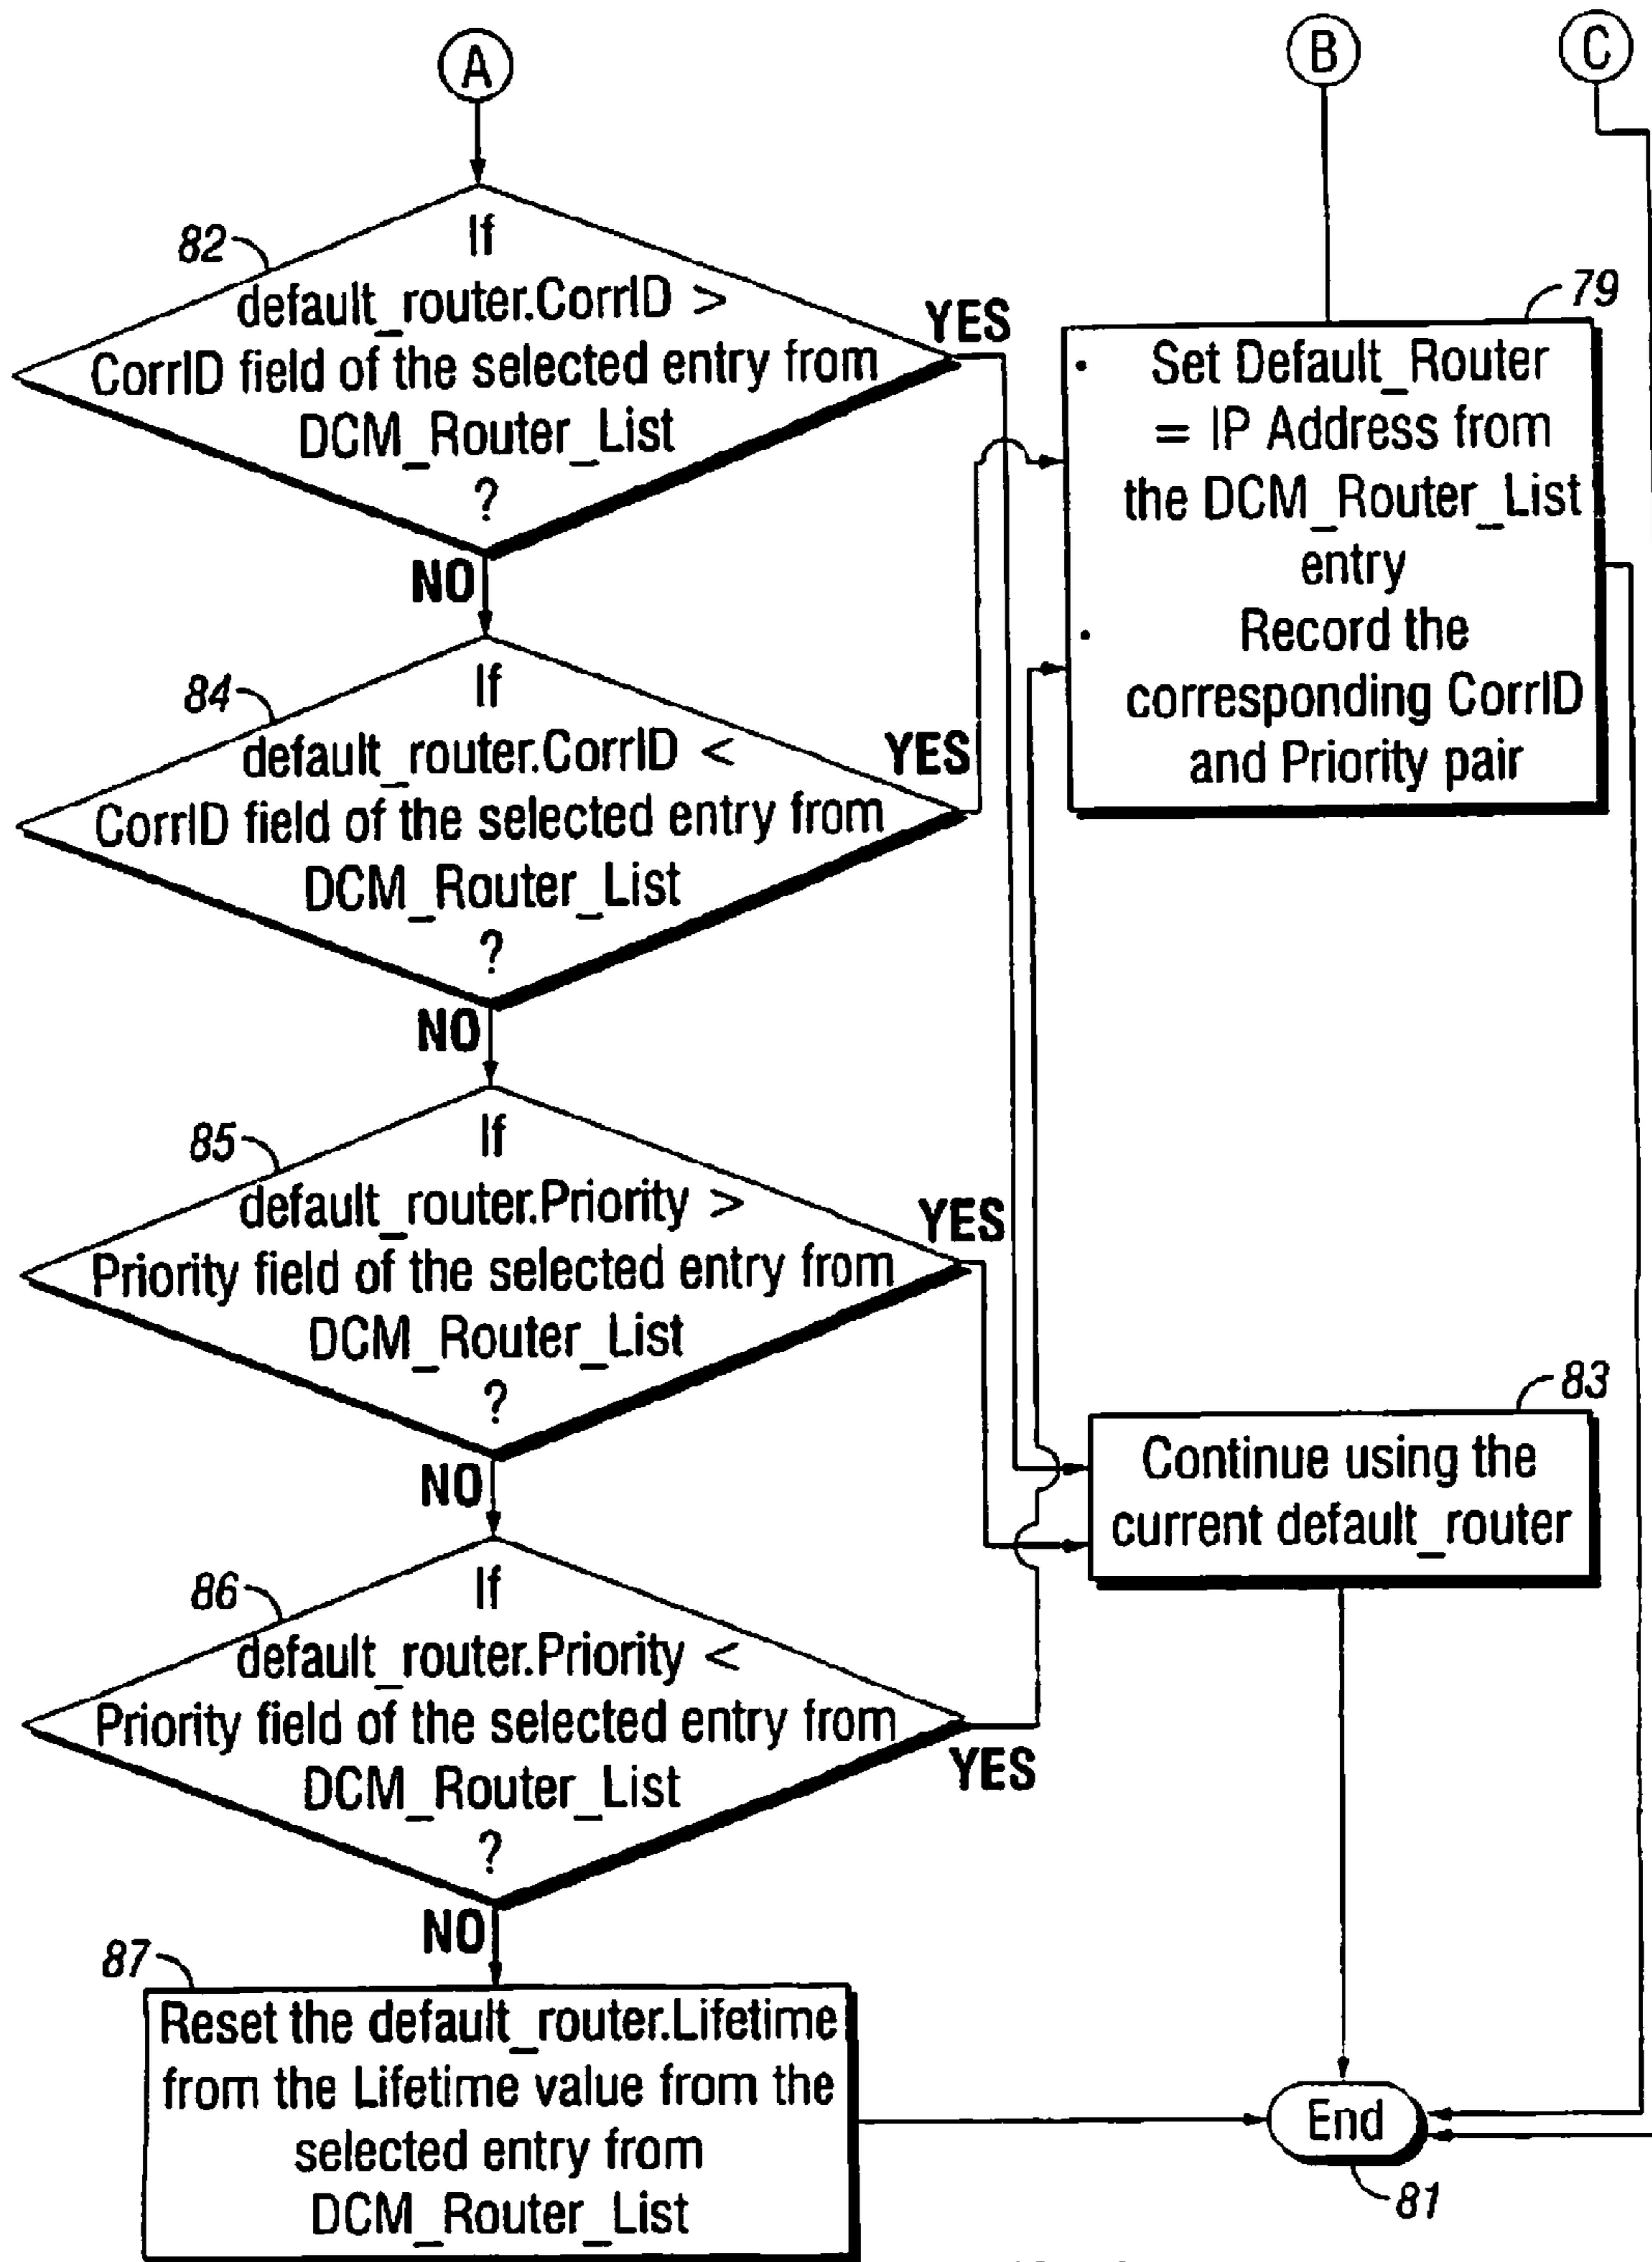 A
B
C
82
If
default_router.CorrID >
CorrID field of the selected entry from
DCM_Router_List
?
YES
NO
79
• Set Default_Router
= IP Address from
the DCM_Router_List
entry
• Record the
corresponding CorrID
and Priority pair
84
If
default_router.CorrID <
CorrID field of the selected entry from
DCM_Router_List
?
YES
NO
85
If
default_router.Priority >
Priority field of the selected entry from
DCM_Router_List
?
YES
NO
83
Continue using the
current default_router
86
If
default_router.Priority <
Priority field of the selected entry from
DCM_Router_List
?
YES
NO
87
Reset the default_router.Lifetime
from the Lifetime value from the
selected entry from
DCM_Router_List
End
81